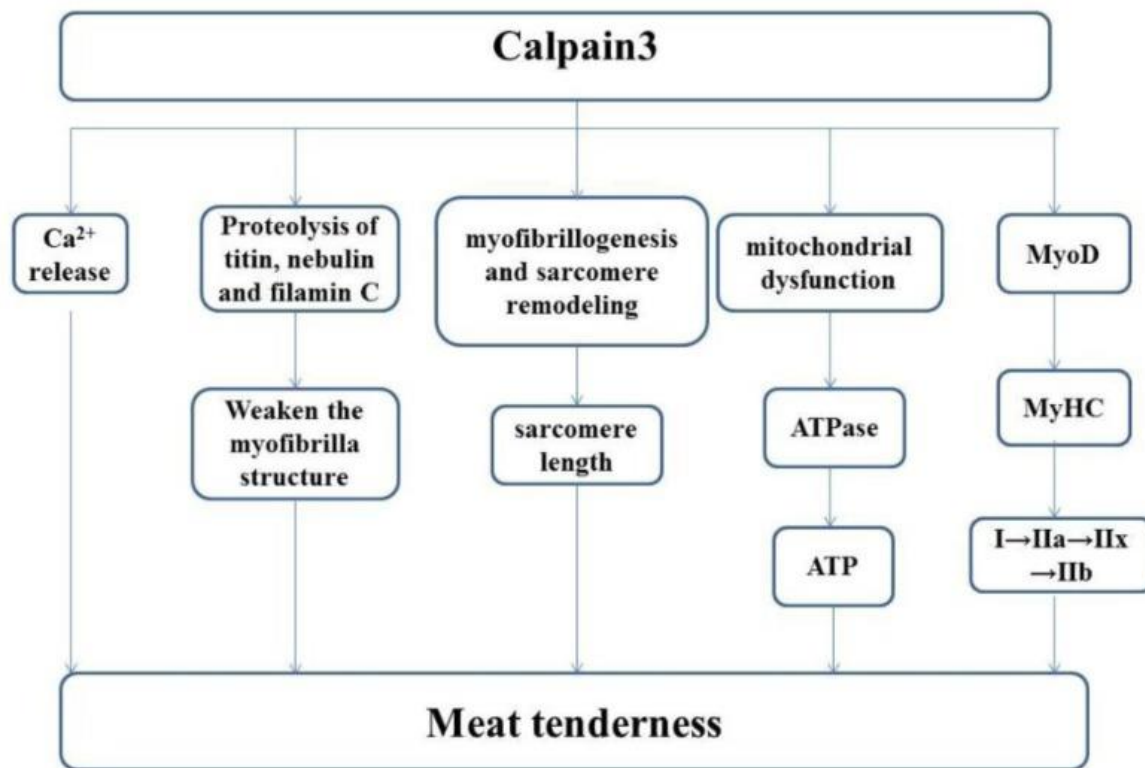 Calpain3
Ca²⁺
release
Proteolysis of
titin, nebulin
and filamin C
Weaken the
myofibrilla
structure
myofibrillogenesis
and sarcomere
remodeling
sarcomere
length
mitochondrial
dysfunction
ATPase
ATP
MyoD
MyHC
I→IIa→IIx
→IIb
Meat tenderness